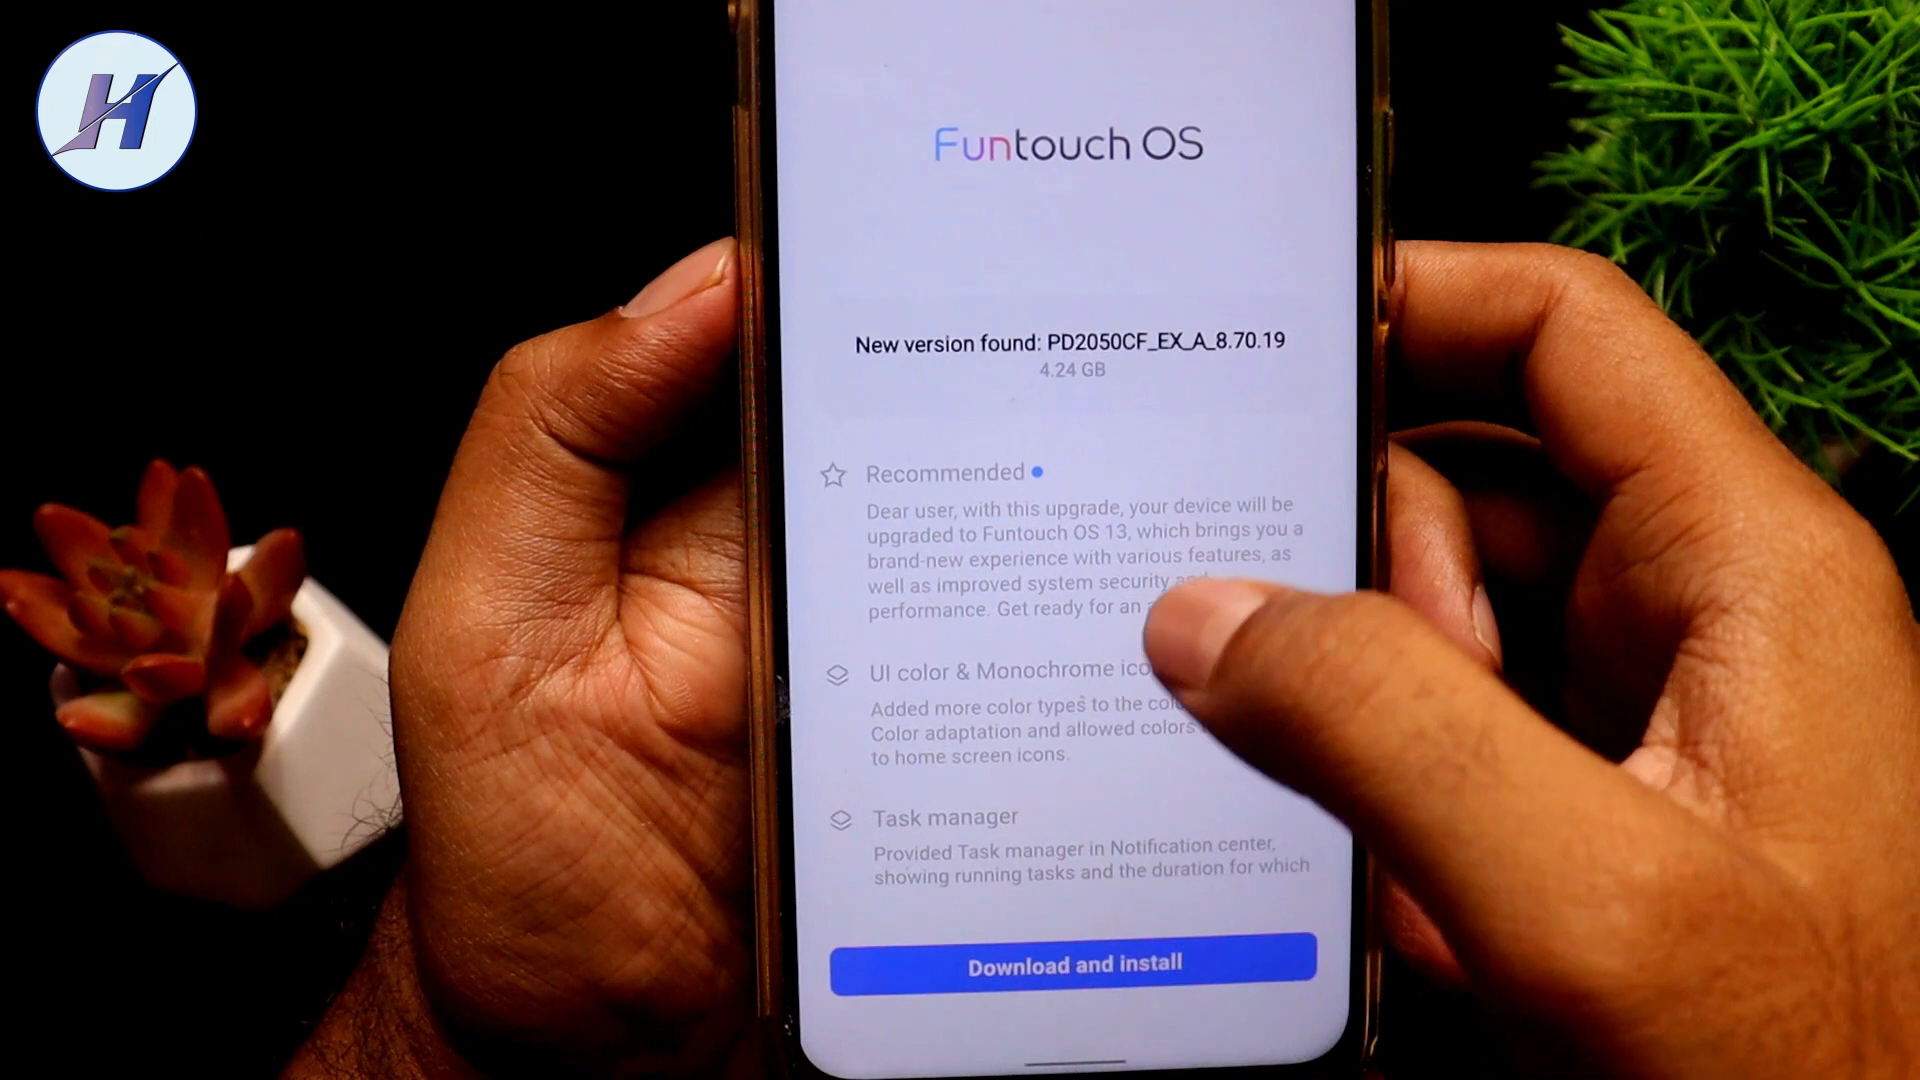 H
Funtouch OS
New version found: PD2050CF_EX_A_8.70.19
4.24 GB
Recommended
Dear user, with this upgrade, your device will be
upgraded to Funtouch OS 13, which brings you a
brand-new experience with various features, as
well as improved system security
performance. Get ready for an
UI color & Monochrome
Added more color types to the
Color adaptation and allowed colors
to home screen icons.
Task manager
Provided Task manager in Notification center,
showing running tasks and the duration for which
Download and install